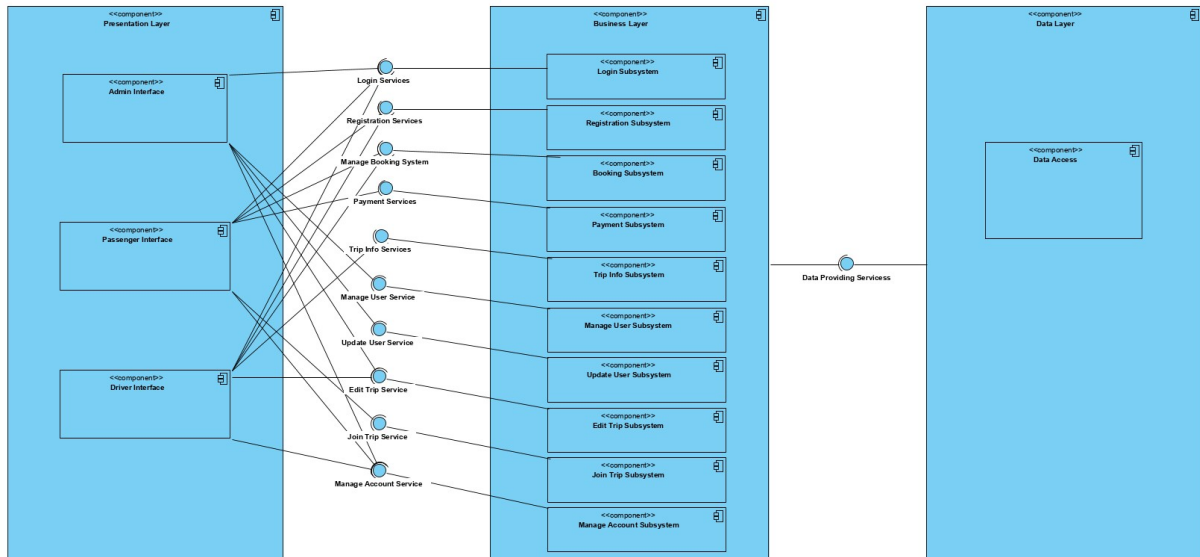 <<component>>
Presentation Layer
<<component>>
Admin Interface
<<component>>
Passenger Interface
<<component>>
Driver Interface
Login Services
Registration Services
Manage Booking System
Payment Services
Trip Info Services
Manage User Service
Update User Service
Edit Trip Service
Join Trip Service
Manage Account Service
<<component>>
Business Layer
<<component>>
Login Subsystem
<<component>>
Registration Subsystem
<<component>>
Booking Subsystem
<<component>>
Payment Subsystem
<<component>>
Trip Info Subsystem
<<component>>
Manage User Subsystem
<<component>>
Update User Subsystem
<<component>>
Edit Trip Subsystem
<<component>>
Join Trip Subsystem
<<component>>
Manage Account Subsystem
Data Providing Servicess
<<component>>
Data Layer
<<component>>
Data Access